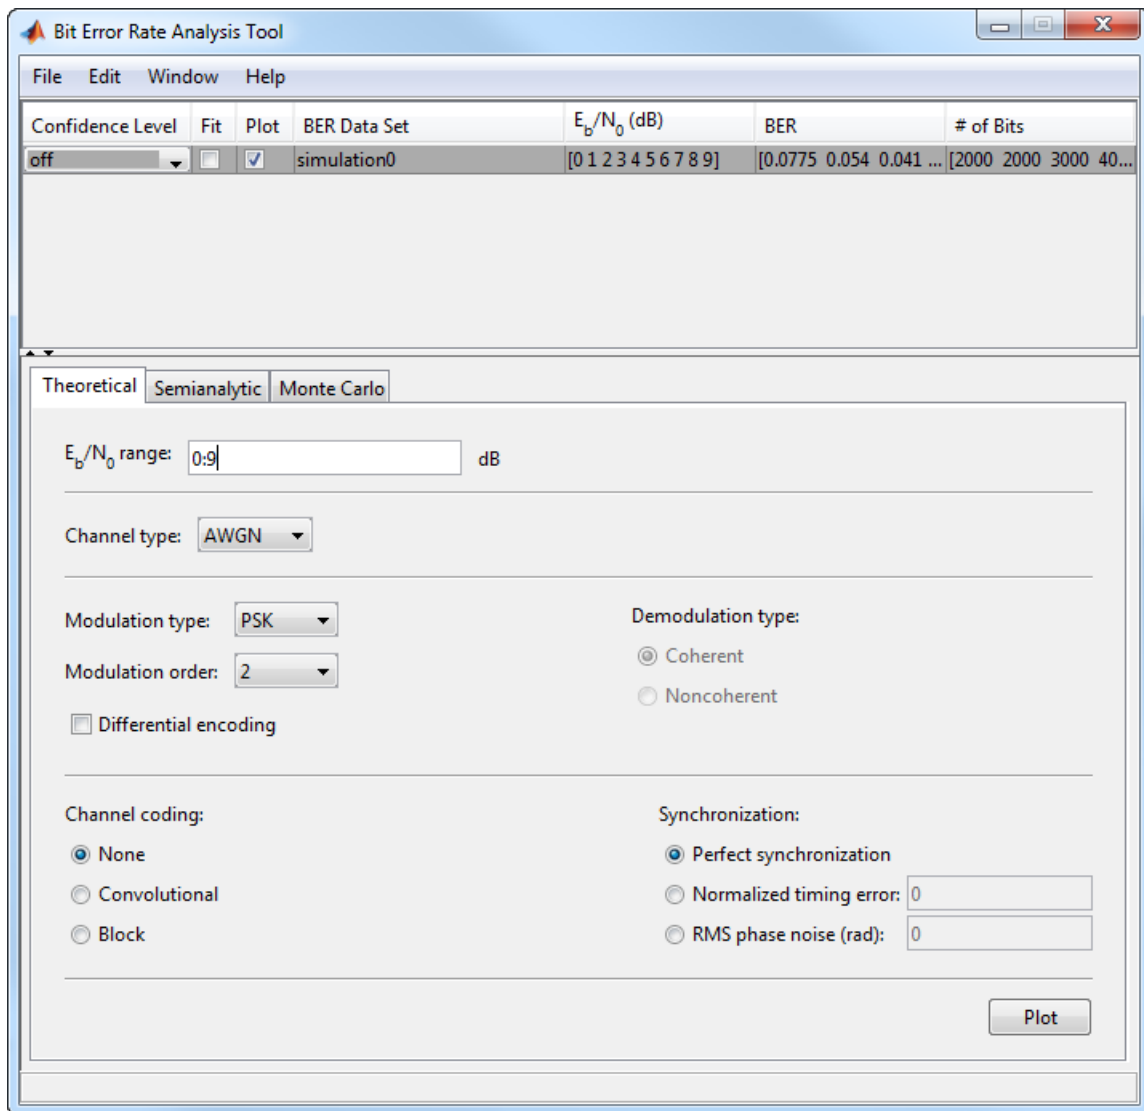 Bit Error Rate Analysis Tool
File Edit Window Help
Confidence Level Fit Plot BER Data Set Eb/N0 (dB) BER # of Bits
off simulation0 [0 1 2 3 4 5 6 7 8 9] [0.0775 0.054 0.041 ... [2000 2000 3000 40...
Theoretical Semianalytic Monte Carlo
Eb/N0 range: 0:9 dB
Channel type: AWGN
Modulation type: PSK Demodulation type:
Modulation order: 2 Coherent
Noncoherent
Differential encoding
Channel coding: Synchronization:
None Perfect synchronization
Convolutional Normalized timing error: 0
Block RMS phase noise (rad): 0
Plot